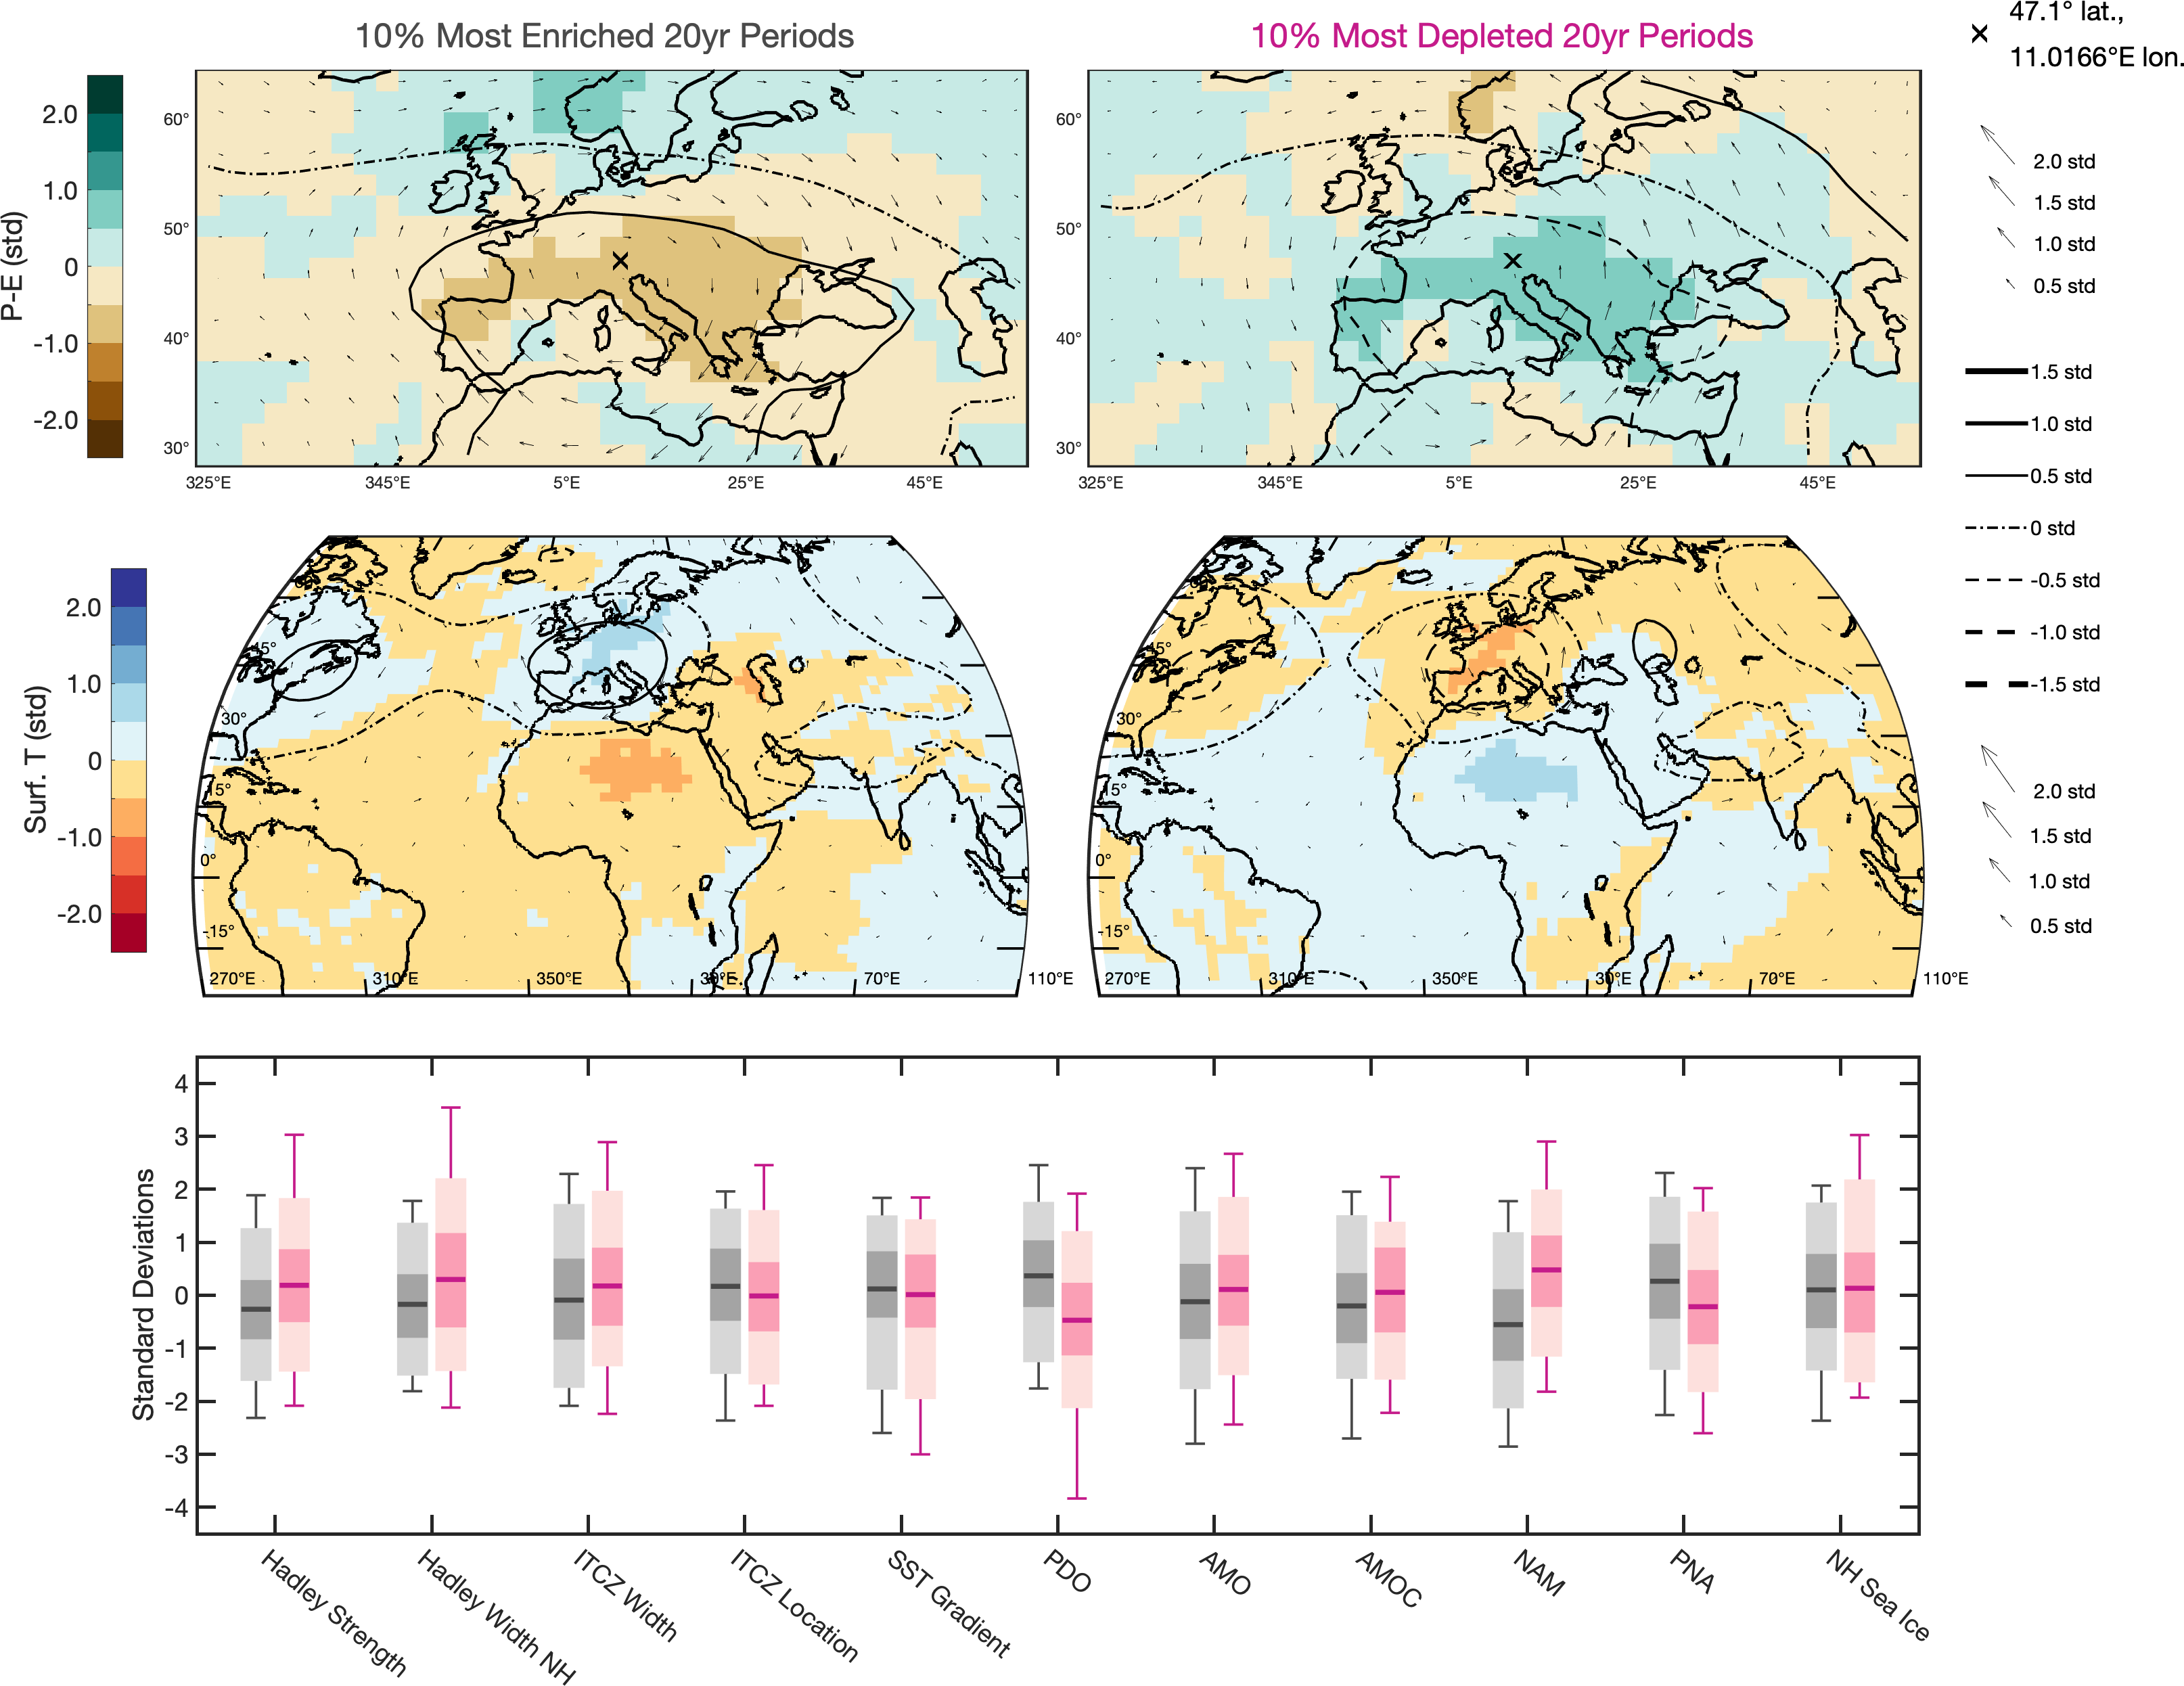 10% Most Enriched 20yr Periods
10% Most Depleted 20yr Periods
47.1° lat.,
11.0166°E lon.
P-E (std)
2.0
1.0
0
-1.0
-2.0
60°
50°
40°
30°
325°E
345°E
5°E
25°E
45°E
60°
50°
40°
30°
325°E
345°E
5°E
25°E
45°E
2.0 std
1.5 std
1.0 std
0.5 std
1.5 std
1.0 std
0.5 std
0 std
-0.5 std
-1.0 std
-1.5 std
Surf. T (std)
2.0
1.0
0
-1.0
-2.0
45°
30°
15°
0°
-15°
270°E
310°E
350°E
30°E
70°E
110°E
45°
30°
15°
0°
-15°
270°E
310°E
350°E
30°E
70°E
110°E
2.0 std
1.5 std
1.0 std
0.5 std
Standard Deviations
4
3
2
1
0
-1
-2
-3
-4
Hadley Strength
Hadley Width NH
ITCZ Width
ITCZ Location
SST Gradient
PDO
AMO
AMOC
NAM
PNA
NH Sea Ice